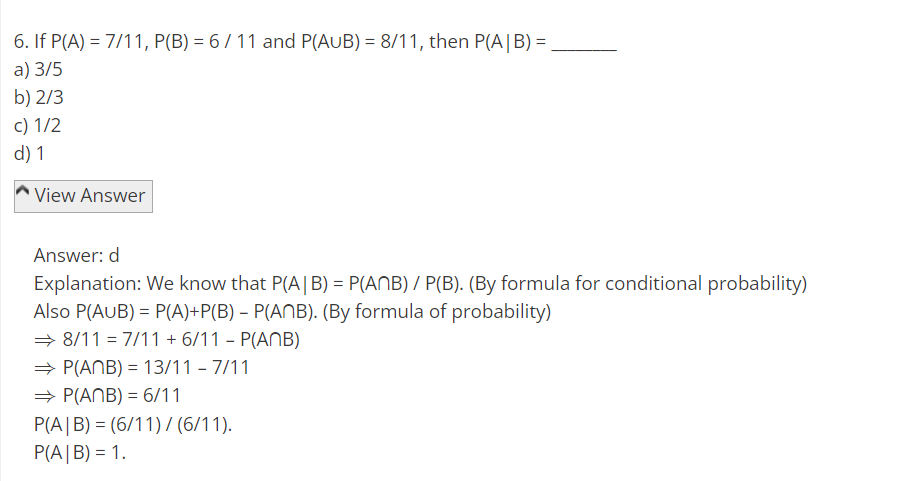 6. If P(A) = 7/11, P(B) = 6 / 11 and P(A∪B) = 8/11, then P(A|B) = ________
a) 3/5
b) 2/3
c) 1/2
d) 1
View Answer
Answer: d
Explanation: We know that P(A|B) = P(A∩B) / P(B). (By formula for conditional probability)
Also P(A∪B) = P(A)+P(B) – P(A∩B). (By formula of probability)
⇒ 8/11 = 7/11 + 6/11 – P(A∩B)
⇒ P(A∩B) = 13/11 – 7/11
⇒ P(A∩B) = 6/11
P(A|B) = (6/11) / (6/11).
P(A|B) = 1.